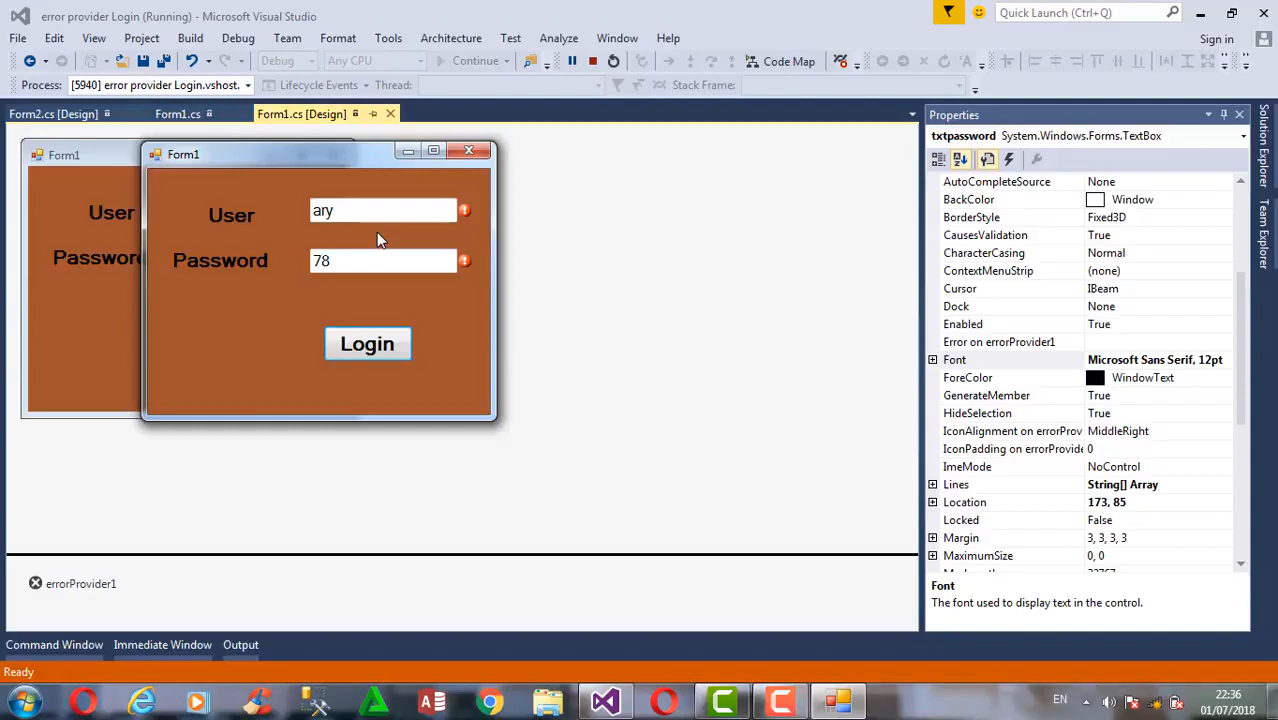 error provider Login (Running) - Microsoft Visual Studio
Quick Launch (Ctrl+Q)
File Edit View Project Build Debug Team Format Tools Architecture Test Analyze Window Help
Sign in
Debug Any CPU Continue Code Map
Process: [5940] error provider Login.vshost. Lifecycle Events Thread: Stack Frame:
Form2.cs [Design] Form1.cs Form1.cs [Design]
Form1
User
Password
Form1
User ary
Password 78
Login
errorProvider1
Properties
txtpassword System.Windows.Forms.TextBox
AutoCompleteSource None
BackColor Window
BorderStyle Fixed3D
CausesValidation True
CharacterCasing Normal
ContextMenuStrip (none)
Cursor IBeam
Dock None
Enabled True
Error on errorProvider1
Font Microsoft Sans Serif, 12pt
ForeColor WindowText
GenerateMember True
HideSelection True
IconAlignment on errorProv MiddleRight
IconPadding on errorProvide 0
ImeMode NoControl
Lines String[] Array
Location 173, 85
Locked False
Margin 3, 3, 3, 3
MaximumSize 0, 0
Font
The font used to display text in the control.
Solution Explorer
Team Explorer
Command Window Immediate Window Output
Ready
EN
22:36
01/07/2018